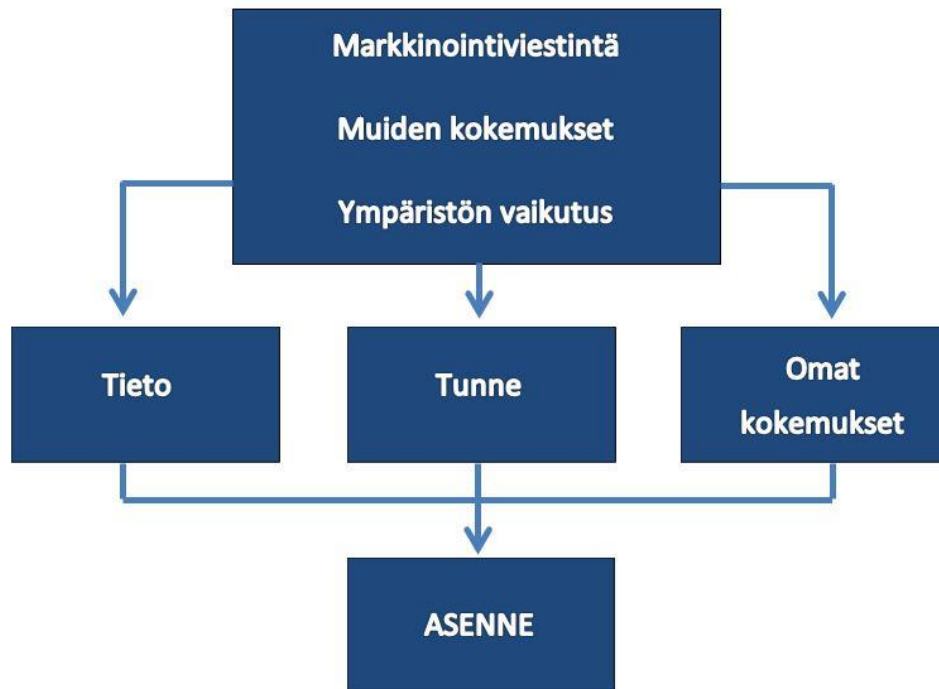 Markkinointiviestintä
Muiden kokemukset
Ympäristön vaikutus
Tieto
Tunne
Omat
kokemukset
ASENNE